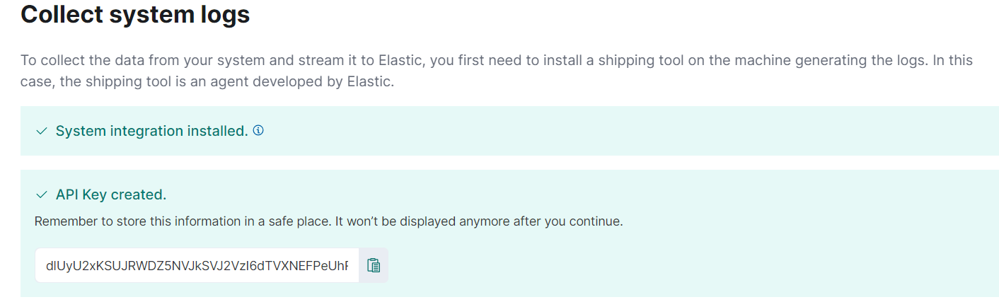 Collect system logs
To collect the data from your system and stream it to Elastic, you first need to install a shipping tool on the machine generating the logs. In this
case, the shipping tool is an agent developed by Elastic.
System integration installed.
API Key created.
Remember to store this information in a safe place. It won’t be displayed anymore after you continue.